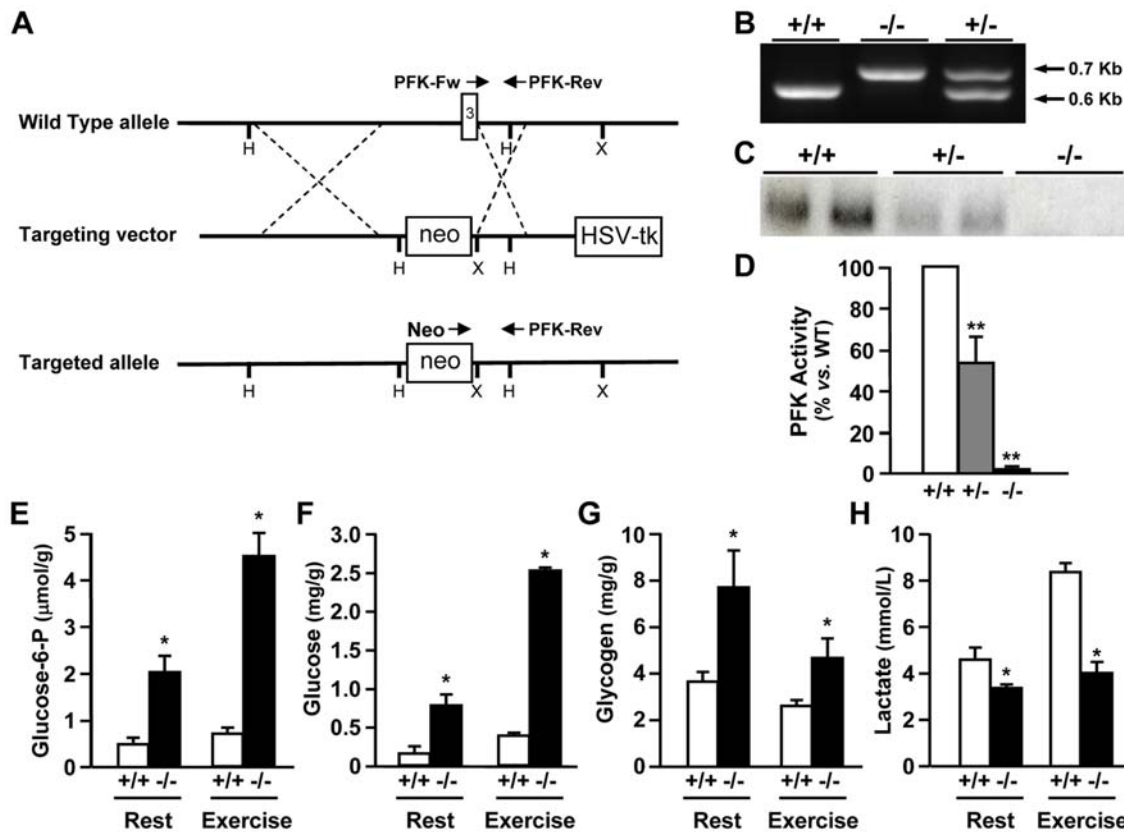 A
PFK-Fw
PFK-Rev
Wild Type allele
3
H
H
X
Targeting vector
neo
HSV-tk
H
X
H
Neo
PFK-Rev
Targeted allele
neo
H
H
X
H
X
B
+/+ -/- +/-
0.7 Kb
0.6 Kb
C
+/+ +/- -/-
D
PFK Activity
(% vs. WT)
100
80
60
40
20
0
**
**
+/+ +/- -/-
E
Glucose-6-P (μmol/g)
5
4
3
2
1
0
*
*
+/+ -/- +/+ -/-
Rest Exercise
F
Glucose (mg/g)
3.0
2.5
2.0
1.5
1.0
0.5
0
*
*
+/+ -/- +/+ -/-
Rest Exercise
G
Glycogen (mg/g)
10
8
6
4
2
0
*
*
+/+ -/- +/+ -/-
Rest Exercise
H
Lactate (mmol/L)
10
8
6
4
2
0
*
*
+/+ -/- +/+ -/-
Rest Exercise